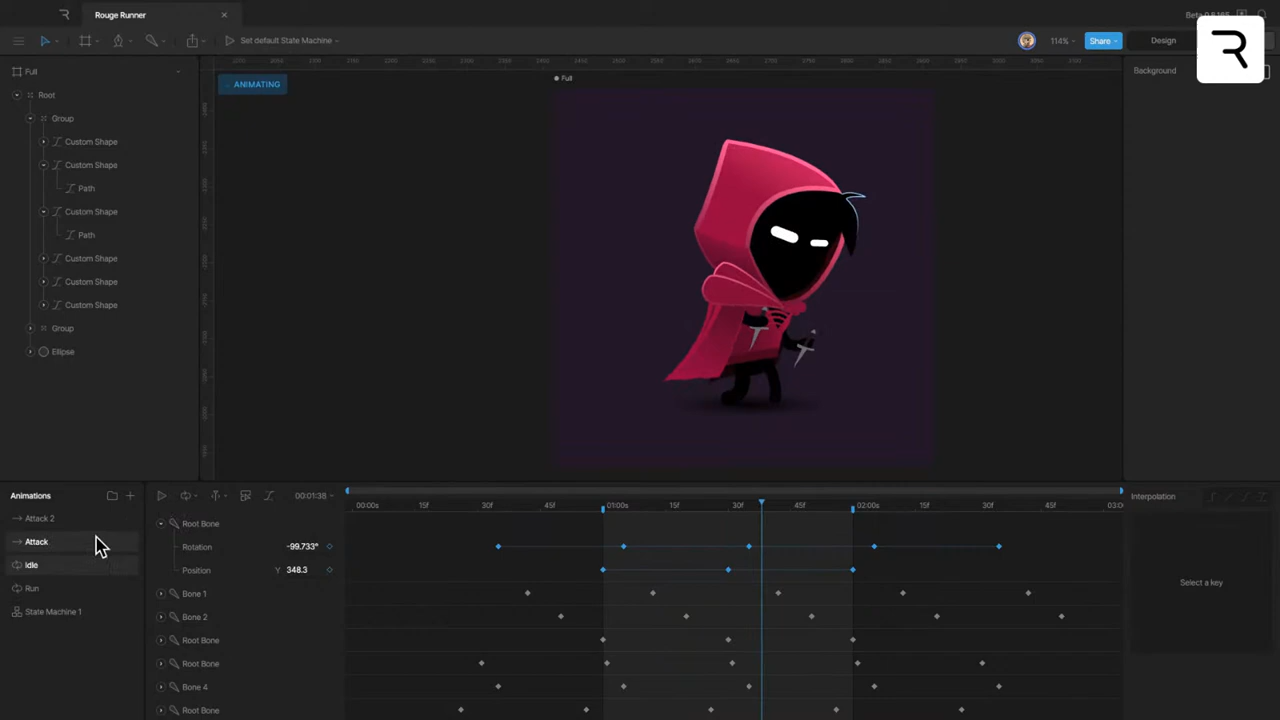 Rouge Runner
Set default State Machine
114%
Share
Design
Full
Root
Group
Custom Shape
Custom Shape
Path
Custom Shape
Path
Custom Shape
Custom Shape
Custom Shape
Group
Ellipse
ANIMATING
Full
Background
Animations
Attack 2
Attack
Idle
Run
State Machine 1
00:01:38
00:00s 15f 30f 45f 01:00s 15f 30f 45f 02:00s 15f 30f 45f 03:0
Root Bone
Rotation -99.733°
Position Y 348.3
Bone 1
Bone 2
Root Bone
Root Bone
Bone 4
Root Bone
Interpolation
Select a key